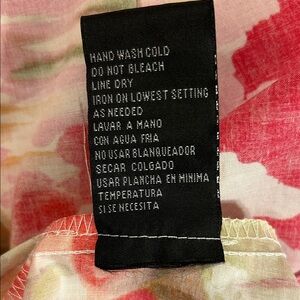 HAND WASH COLD
DO NOT BLEACH
LINE DRY
IRON ON LOWEST SETTING
AS NEEDED
LAVAR A MANO
CON AGUA FRIA
NO USAR BLANQUEADOR
SECAR COLGADO
USAR PLANCHA EN MINIMA
TEMPERATURA
SI SE NECESITA